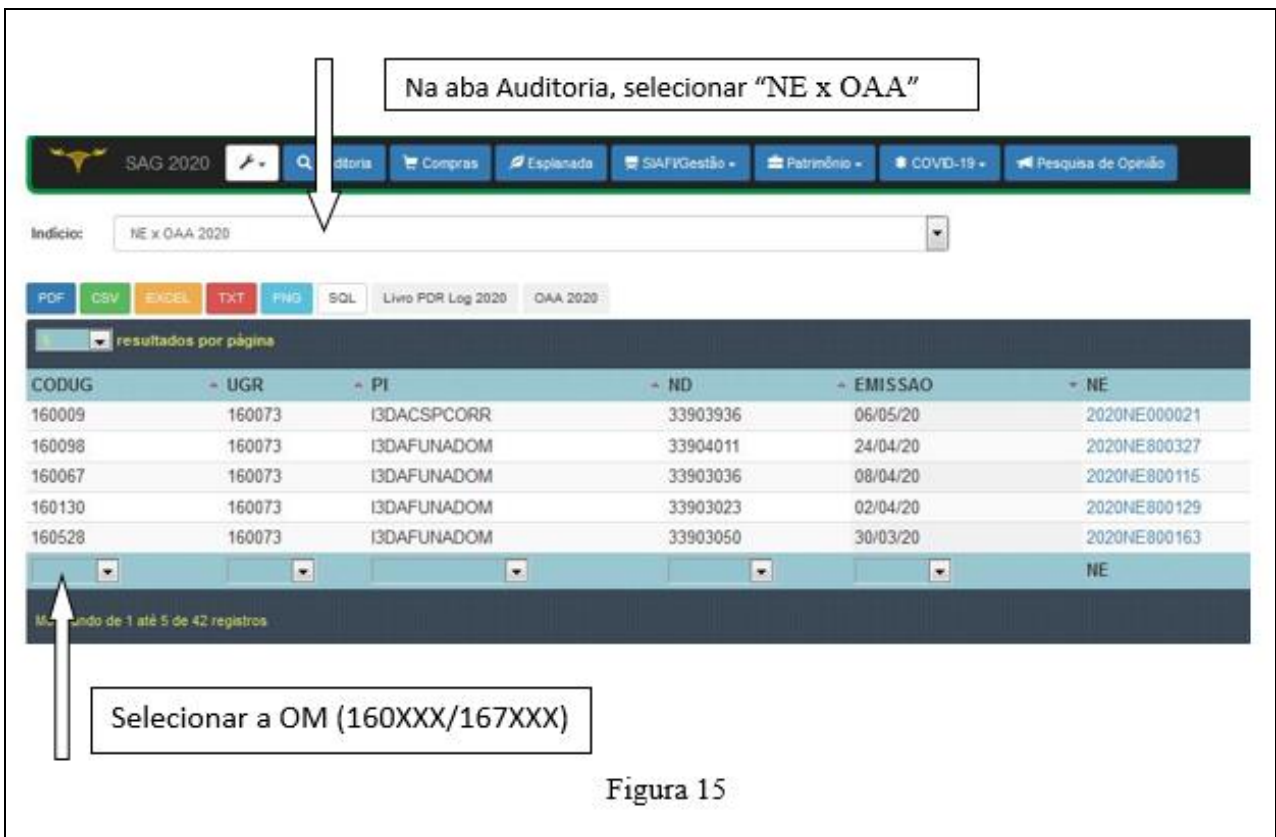 Na aba Auditoria, selecionar “NE x OAA”
SAG 2020 Compras Esplanada SIAFI/Gestão COVID-19 Patrimônio Pesquisa de Opinião
Indício: NE x OAA 2020
PDF CSV EXCEL TXT PNG SQL Livro PDR Log 2020 OAA 2020
resultados por página
CODUG UGR PI ND EMISSAO NE
160009 160073 I3DACSPCORR 33903936 06/05/20 2020NE000021
160098 160073 I3DAFUNADOM 33904011 24/04/20 2020NE800327
160067 160073 I3DAFUNADOM 33903036 08/04/20 2020NE800115
160130 160073 I3DAFUNADOM 33903023 02/04/20 2020NE800129
160528 160073 I3DAFUNADOM 33903050 30/03/20 2020NE800163
NE
de 1 até 5 de 42 registros
Selecionar a OM (160XXX/167XXX)
Figura 15